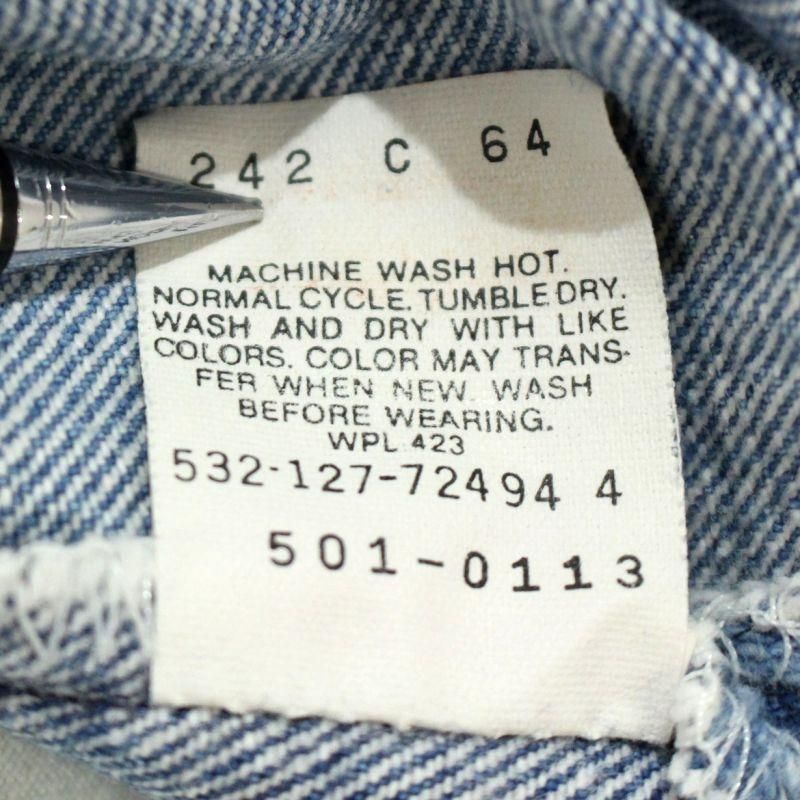 242 C 64
MACHINE WASH HOT.
NORMAL CYCLE. TUMBLE DRY.
WASH AND DRY WITH LIKE
COLORS. COLOR MAY TRANS-
FER WHEN NEW. WASH
BEFORE WEARING.
WPL 423
532-127-72494 4
501-0113